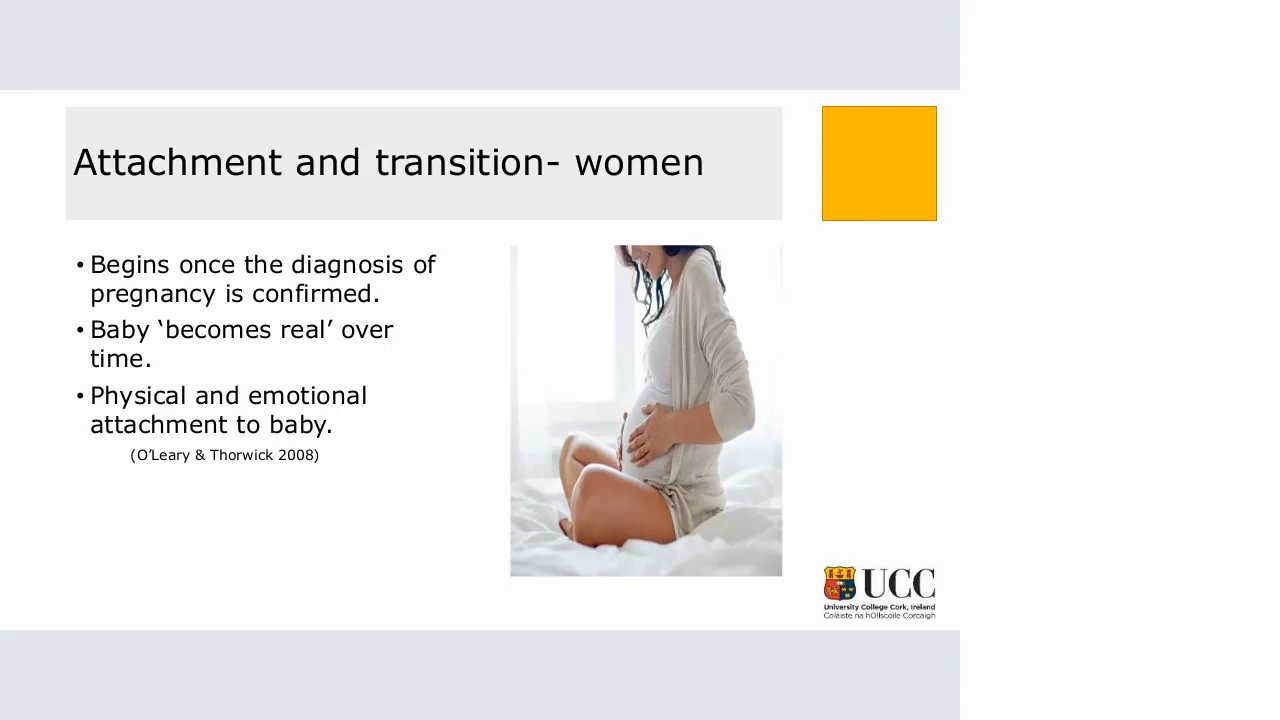 Attachment and transition- women
• Begins once the diagnosis of
pregnancy is confirmed.
• Baby ‘becomes real’ over
time.
• Physical and emotional
attachment to baby.
(O’Leary & Thorwick 2008)
UCC
University College Cork, Ireland
Coláiste na hOllscoile Corcaigh